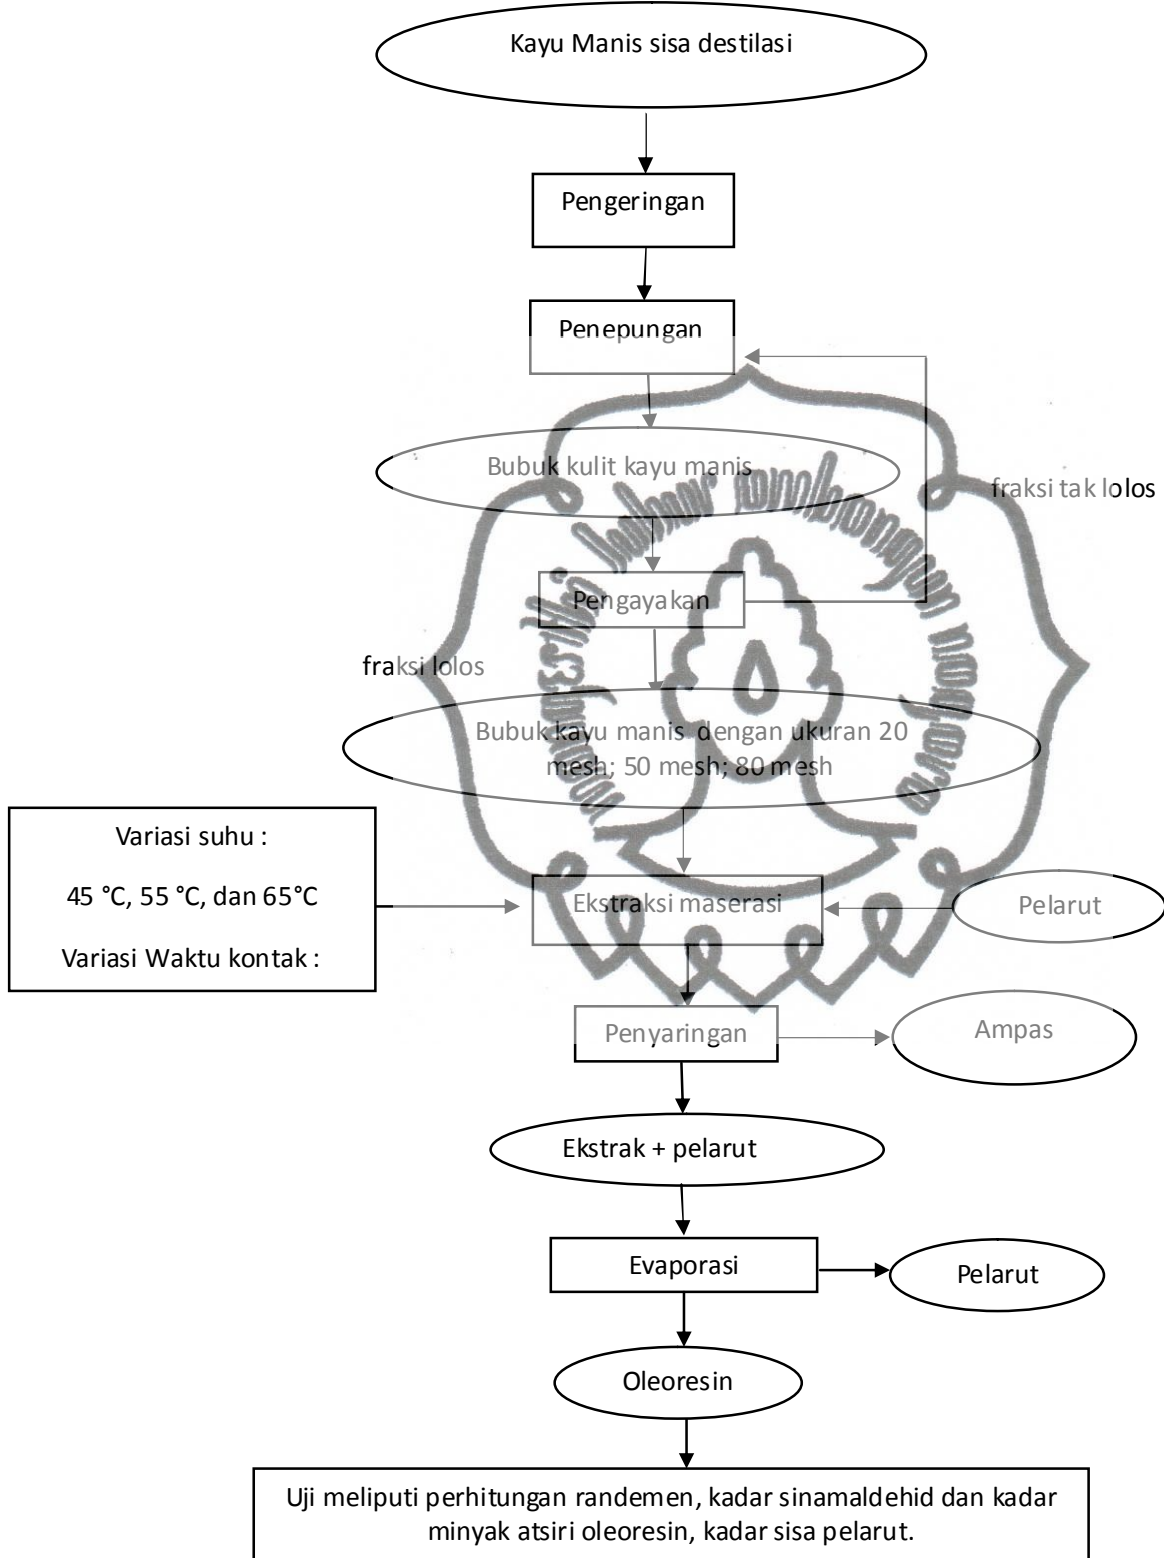 Kayu Manis sisa destilasi
Pengeringan
Penepungan
Bubuk kulit kayu manis
fraksi tak lolos
Pengayakan
fraksi lolos
Bubuk kayu manis dengan ukuran 20
mesh; 50 mesh; 80 mesh
Variasi suhu :
45 °C, 55 °C, dan 65°C
Variasi Waktu kontak :
Ekstraksi maserasi
Pelarut
Penyaringan
Ampas
Ekstrak + pelarut
Evaporasi
Pelarut
Oleoresin
Uji meliputi perhitungan randemen, kadar sinamaldehid dan kadar
minyak atsiri oleoresin, kadar sisa pelarut.